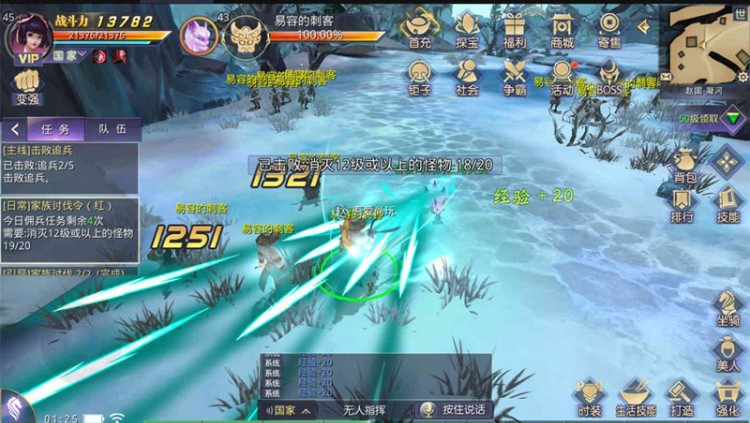 45
战斗力 13782
21376/21376
VIP
国家
变强
43
易容的刺客
100.00%
首充
探宝
福利
商城
寄售
钜子
社会
争霸
活动
BOSS
赵国·凝河
50级领取
背包
排行
技能
坐骑
美人
时装
生活技能
打造
强化
任务
队伍
[主线]击败追兵
已击败:追兵2/5
击败追兵。
[日常]家族讨伐令(红)
今日佣兵任务剩余4次
需要:消灭12级或以上的怪物
19/20
易容的刺客
已击败:消灭12级或以上的怪物 18/20
1521
经验+20
易容的刺客
1251
易容的刺客
系统 经验+20
系统 经验+20
系统 经验+20
系统 经验+20
国家
无人指挥
按住说话
01:25